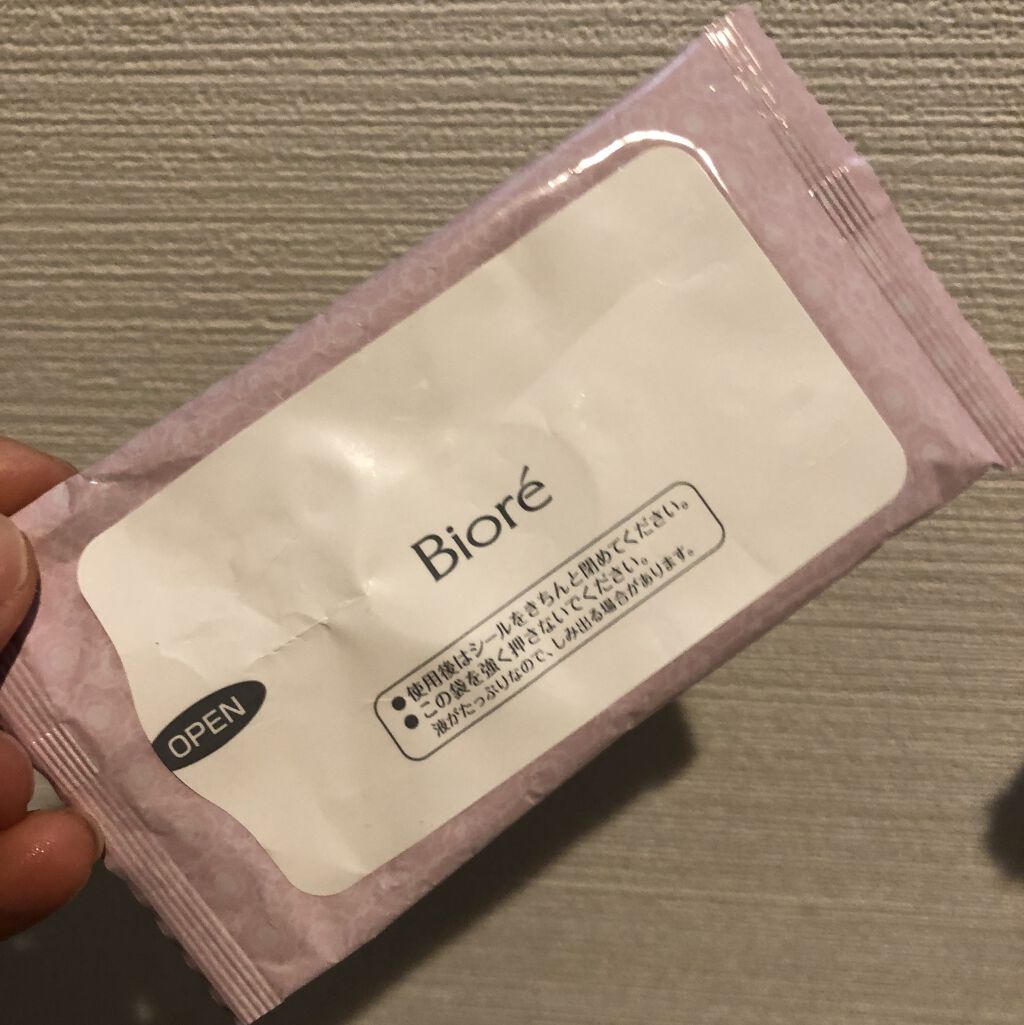 Bioré
●使用後はシールをきちんと閉めてください。
●この袋を強く押さないでください。
液がたっぷりなので、しみ出る場合があります。
OPEN